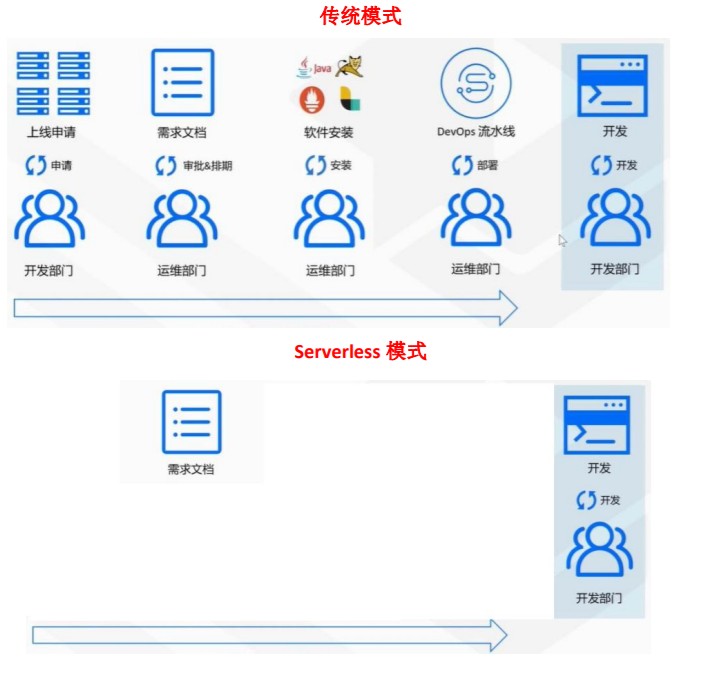 传统模式
Java
上线申请 需求文档 软件安装 DevOps 流水线 开发
申请 审批&排期 安装 部署 开发
开发部门 运维部门 运维部门 运维部门 开发部门
Serverless 模式
需求文档 开发
开发
开发部门